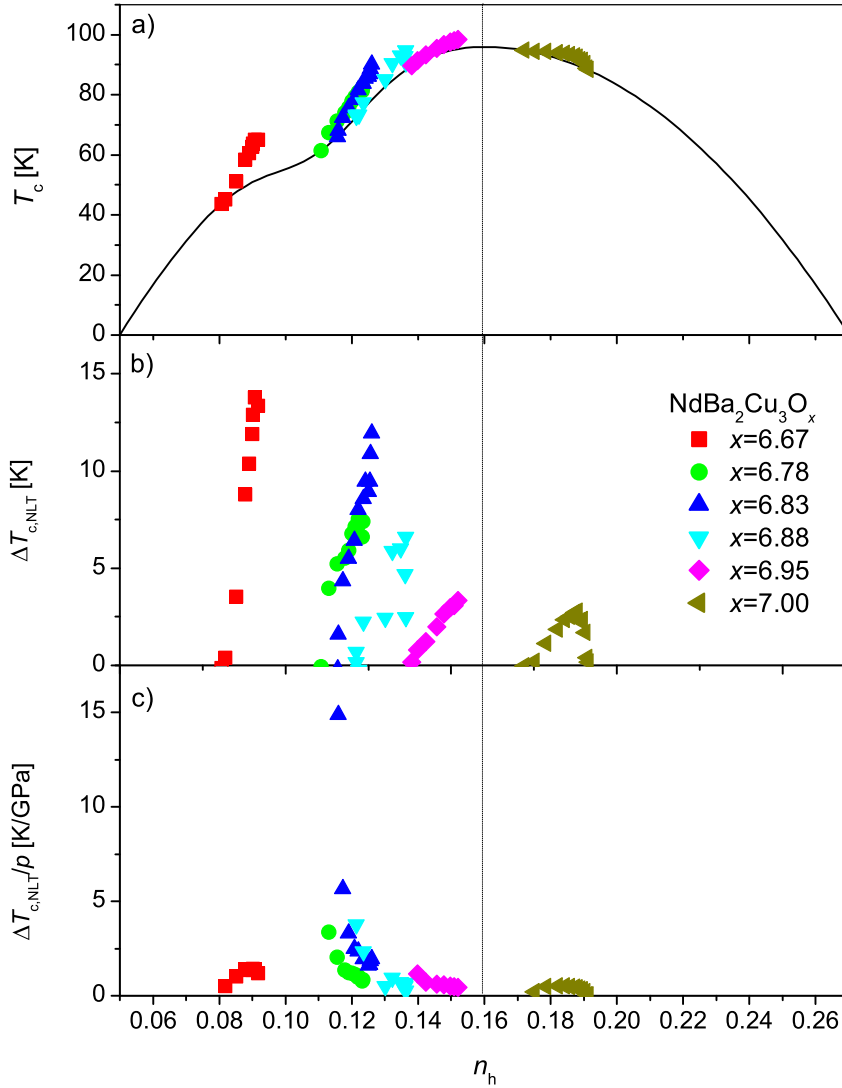 a)
100
80
60
40
20
0
T_c [K]
b)
15
10
5
0
ΔT_c,NLT [K]
NdBa₂Cu₃Oₓ
x=6.67
x=6.78
x=6.83
x=6.88
x=6.95
x=7.00
c)
15
10
5
0
ΔT_c,NLT/p [K/GPa]
0.06 0.08 0.10 0.12 0.14 0.16 0.18 0.20 0.22 0.24 0.26
n_h